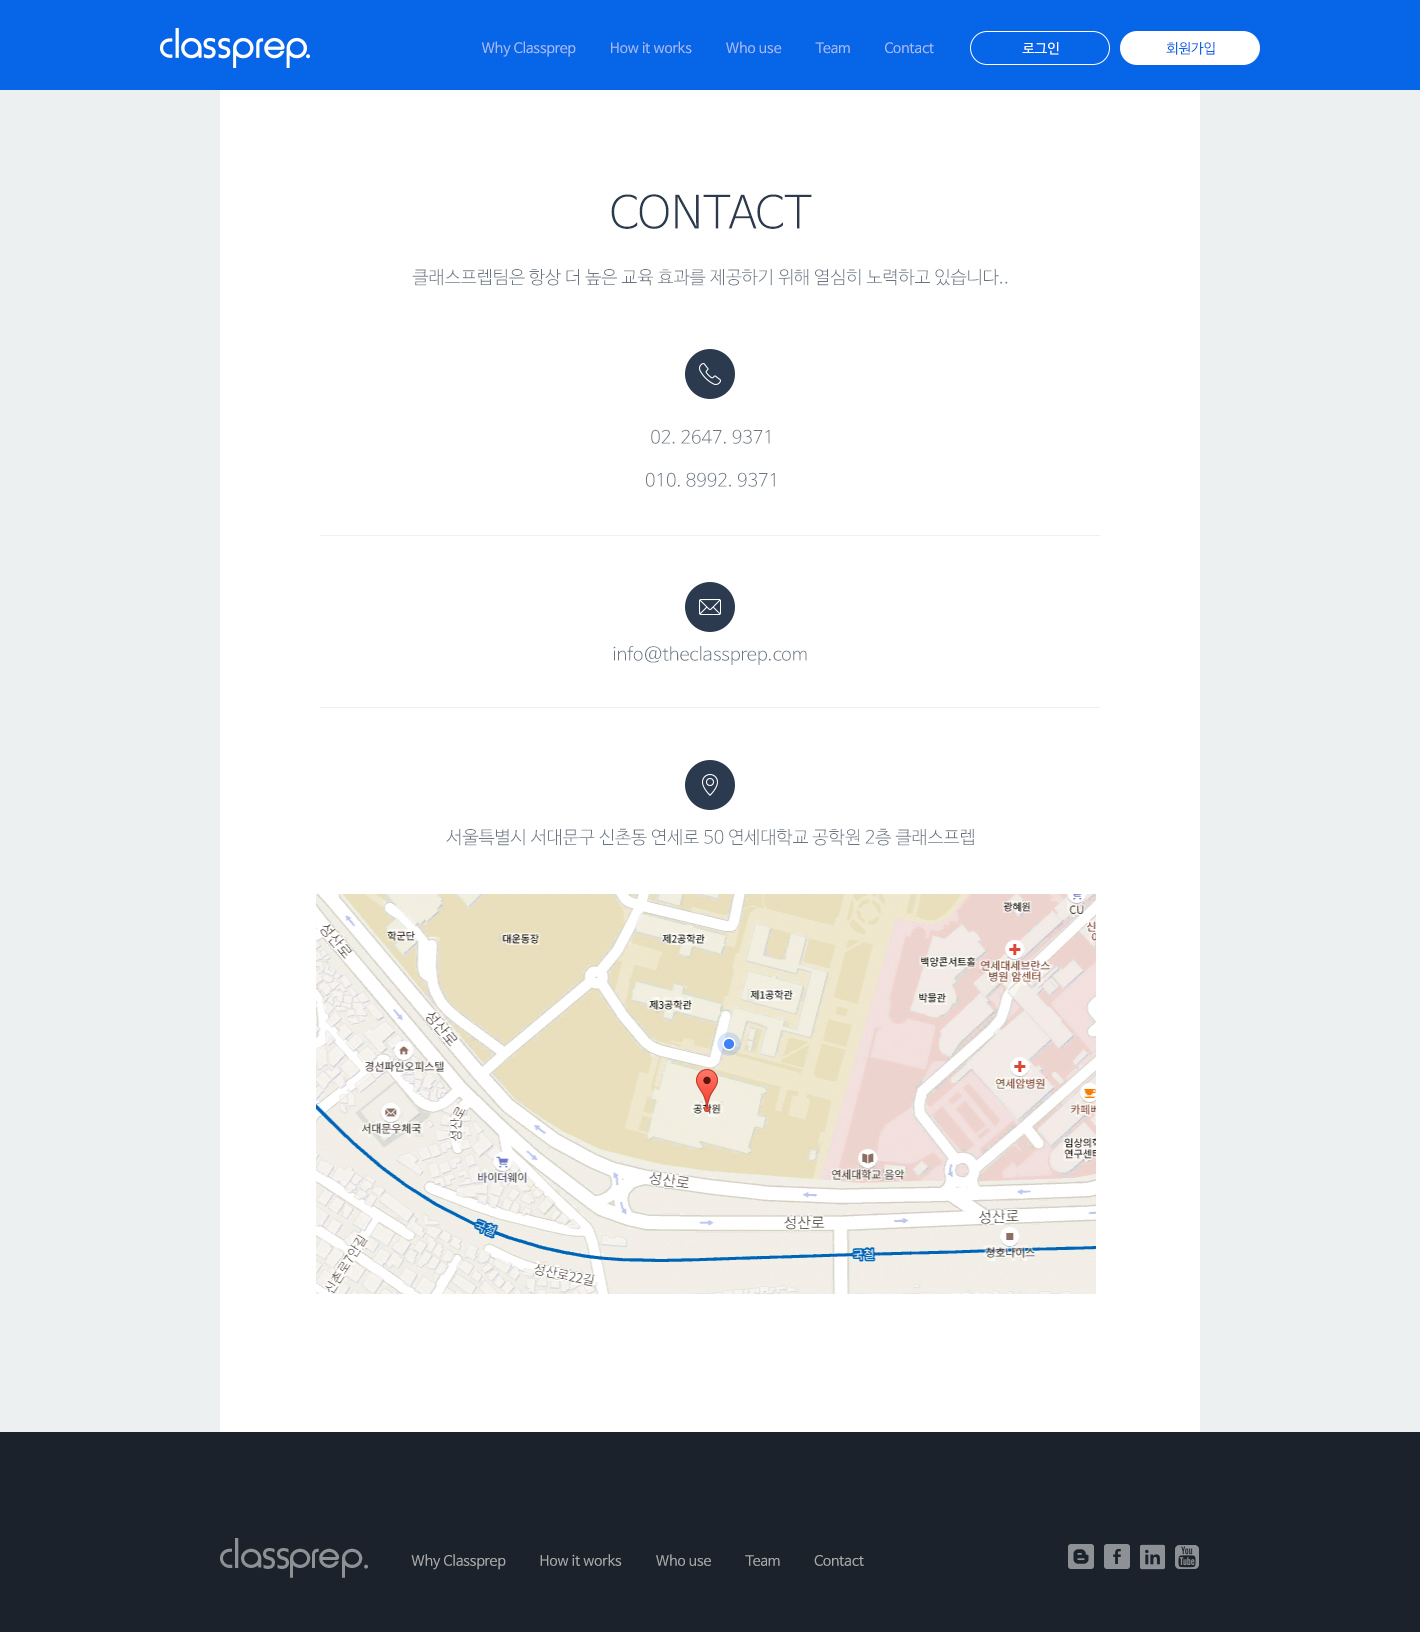 classprep.
Why Classprep How it works Who use Team Contact 로그인 회원가입
CONTACT
클래스프렙팀은 항상 더 높은 교육 효과를 제공하기 위해 열심히 노력하고 있습니다..
02. 2647. 9371
010. 8992. 9371
info@theclassprep.com
서울특별시 서대문구 신촌동 연세로 50 연세대학교 공학원 2층 클래스프렙
광혜원
CU
성산로
학군단
대운동장
제2공학관
백양콘서트홀
연세대세브란스
병원 암센터
제3공학관
제1공학관
박물관
성산로
경선파인오피스텔
연세암병원
공학원
카페베
서대문우체국
성산로
임상의학
연구센터
바이더웨이
성산로
연세대학교 음악
성산로
성산로
국철
국철
청호나이스
신촌로7안길
성산로22길
classprep.
Why Classprep How it works Who use Team Contact
f in You Tube